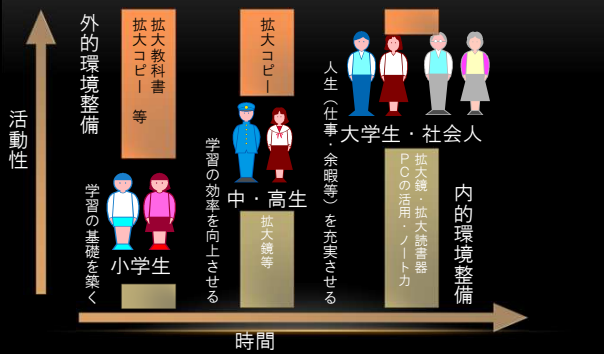 活動性
外的環境整備
拡大教科書
拡大コピー 等
学習の基礎を築く
小学生
拡大コピー
学習の効率を向上させる
中・高生
拡大鏡等
人生（仕事・余暇等）を充実させる
大学生・社会人
拡大鏡・拡大読書器
PCの活用・ノート力
内的環境整備
時間